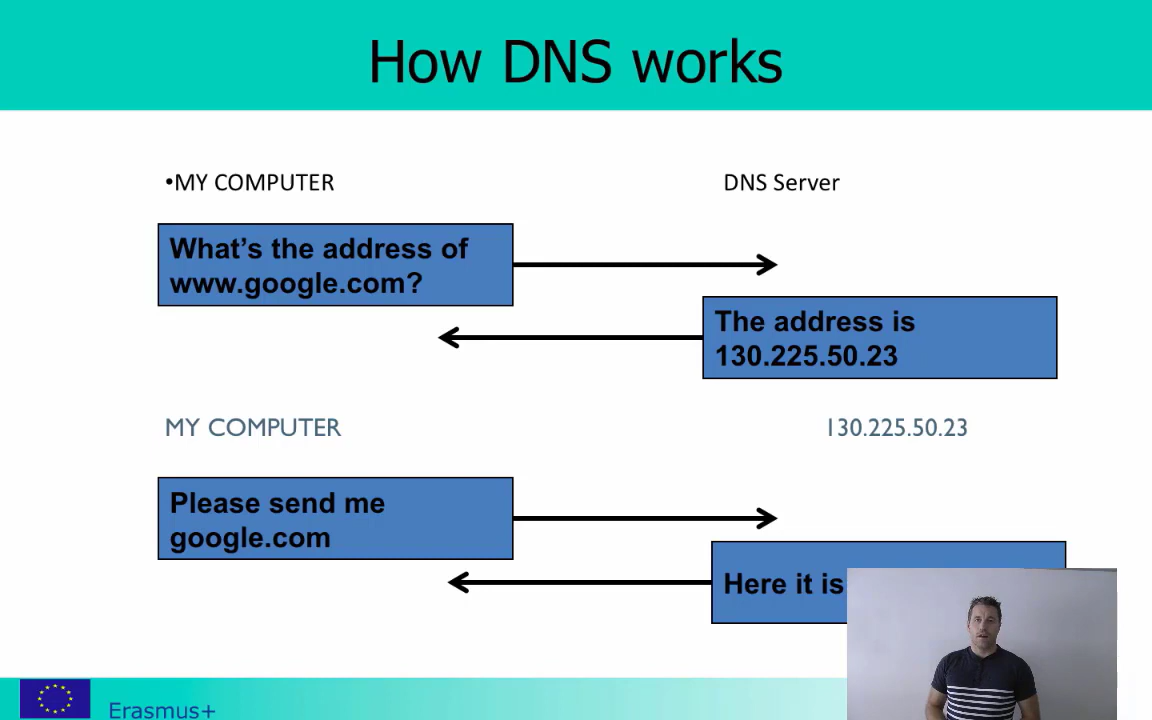 How DNS works
•MY COMPUTER
DNS Server
What’s the address of
www.google.com?
The address is
130.225.50.23
MY COMPUTER
130.225.50.23
Please send me
google.com
Here it is
Erasmus+